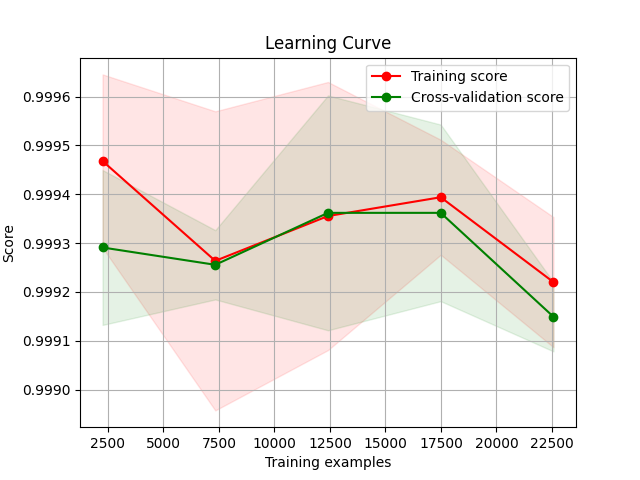 Learning Curve
Training score
Cross-validation score
0.9996
0.9995
0.9994
0.9993
0.9992
0.9991
0.9990
Score
2500 5000 7500 10000 12500 15000 17500 20000 22500
Training examples